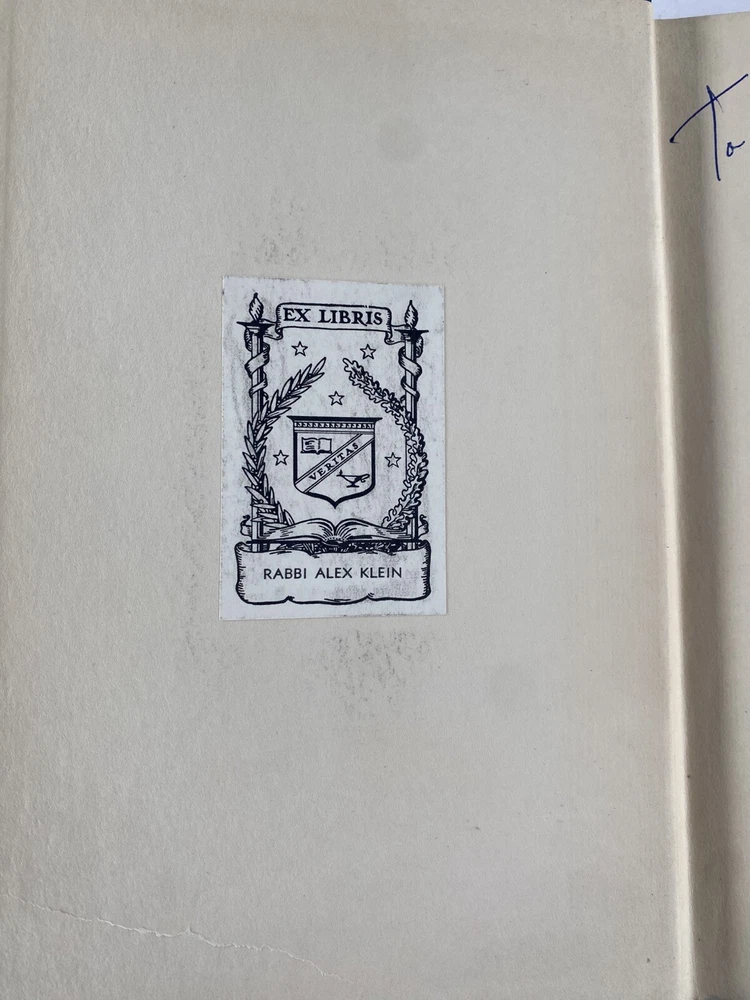 EX LIBRIS
VERITAS
RABBI ALEX KLEIN
To